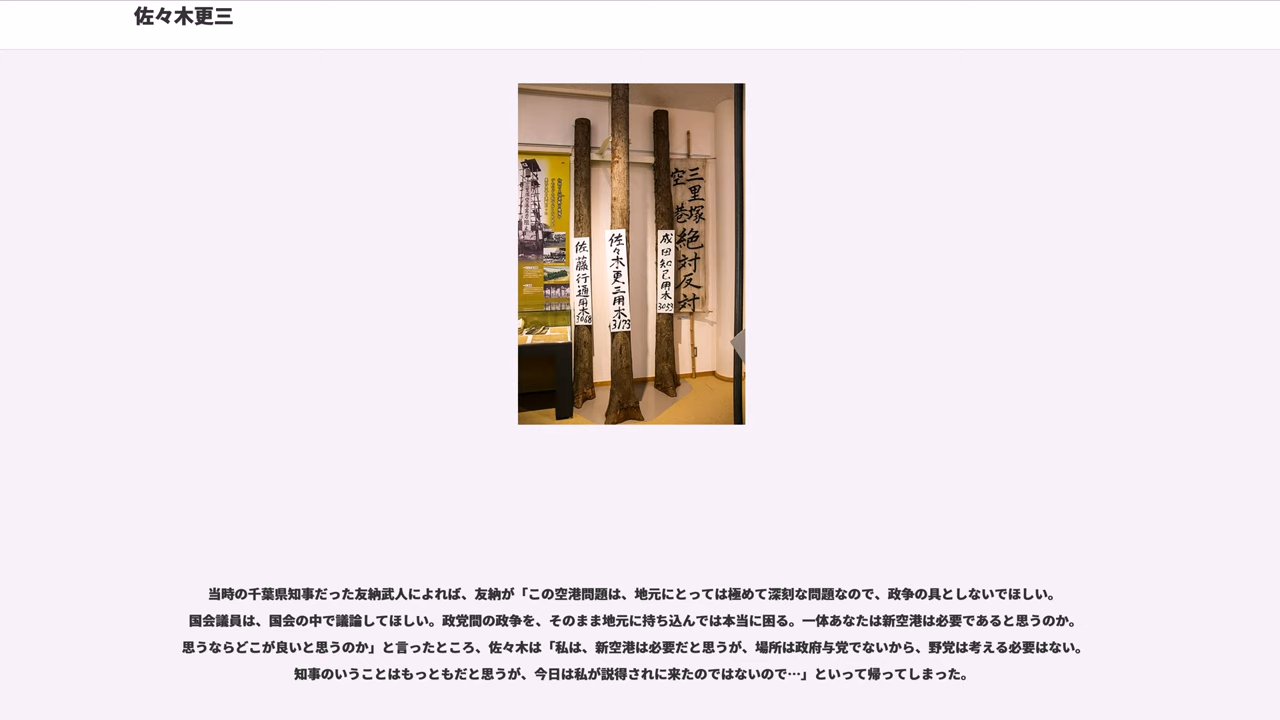 佐々木更三
佐藤行通用木
3068
佐々木更三用木
3173
成田知巳用木
3053
三里塚
空巷
絶対反対
当時の千葉県知事だった友納武人によれば、友納が「この空港問題は、地元にとっては極めて深刻な問題なので、政争の具としないでほしい。
国会議員は、国会の中で議論してほしい。政党間の政争を、そのまま地元に持ち込んでは本当に困る。一体あなたは新空港は必要であると思うのか。
思うならどこが良いと思うのか」と言ったところ、佐々木は「私は、新空港は必要だと思うが、場所は政府与党でないから、野党は考える必要はない。
知事のいうことはもっともだと思うが、今日は私が説得されに来たのではないので…」といって帰ってしまった。